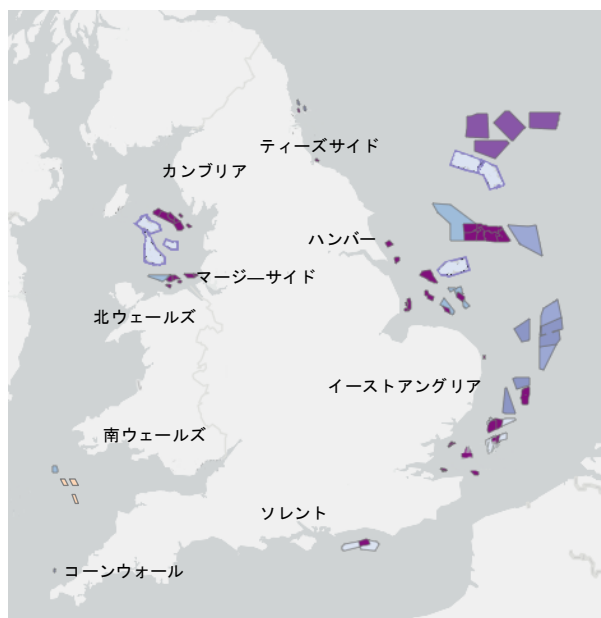 ティーズサイド
カンブリア
ハンバー
マージーサイド
北ウェールズ
イーストアングリア
南ウェールズ
ソレント
コーンウォール